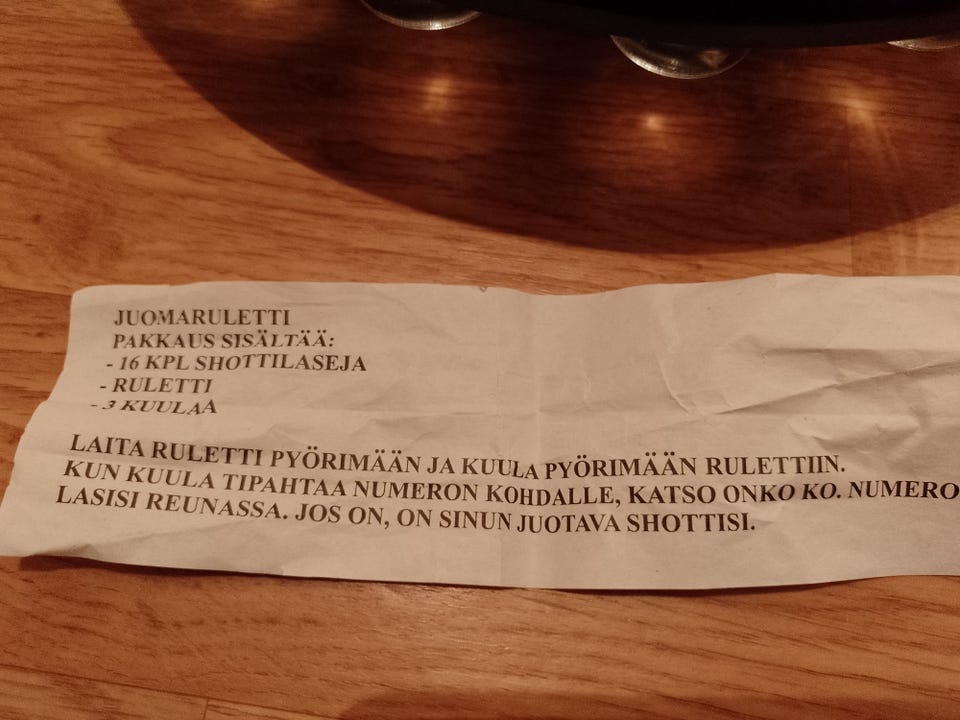 JUOMARULETTI
PAKKAUS SISÄLTÄÄ:
- 16 KPL SHOTTILASEJA
- RULETTI
- 3 KUULAA
LAITA RULETTI PYÖRIMÄÄN JA KUULA PYÖRIMÄÄN RULETTIIN.
KUN KUULA TIPAHTAA NUMERON KOHDALLE, KATSO ONKO KO. NUMERO
LASISI REUNASSA. JOS ON, ON SINUN JUOTAVA SHOTTISI.